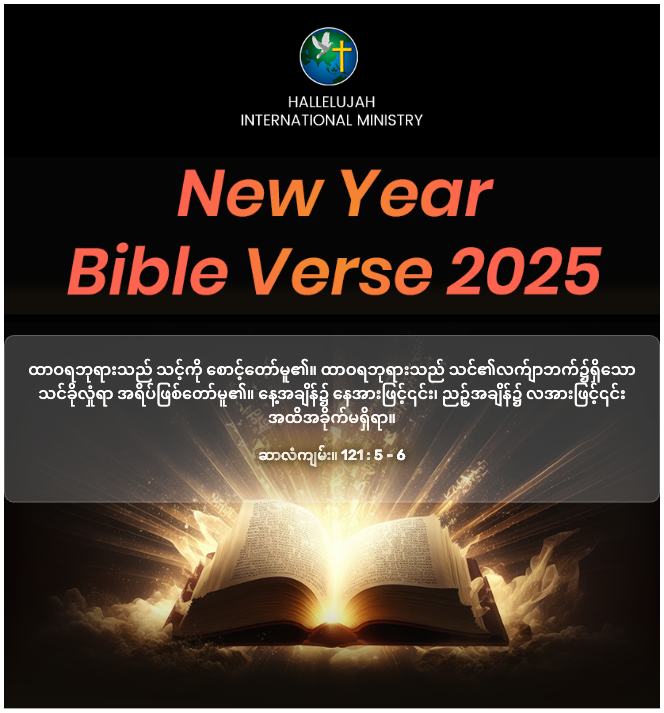 HALLELUJAH
INTERNATIONAL MINISTRY
New Year
Bible Verse 2025
ထာဝရဘုရားသည် သင့်ကို စောင့်တော်မူ၏။ ထာဝရဘုရားသည် သင်၏လက်ျာဘက်၌ရှိသော
သင်ခိုလှုံရာ အရိပ်ဖြစ်တော်မူ၏။ နေ့အချိန်၌ နေအားဖြင့်၎င်း၊ ညဉ့်အချိန်၌ လအားဖြင့်၎င်း
အထိအခိုက်မရှိရာ။
ဆာလံကျမ်း။ 121 : 5 - 6